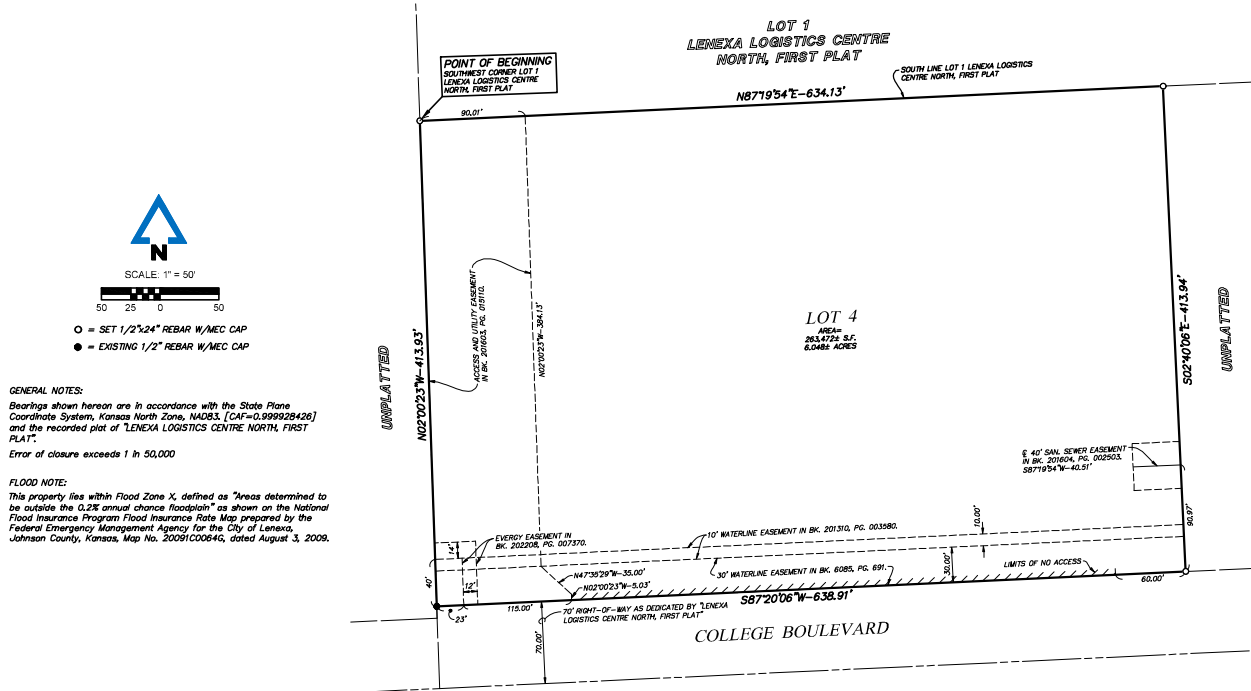 LOT 1
LENEXA LOGISTICS CENTRE
NORTH, FIRST PLAT
POINT OF BEGINNING
SOUTHWEST CORNER LOT 1
LENEXA LOGISTICS CENTRE
NORTH, FIRST PLAT
SOUTH LINE LOT 1 LENEXA LOGISTICS
CENTRE NORTH, FIRST PLAT
N87°19'54"E-634.13'
90.01'
N
SCALE: 1" = 50'
50 25 0 50
= SET 1/2"x24" REBAR W/MEC CAP
= EXISTING 1/2" REBAR W/MEC CAP
GENERAL NOTES:
Bearings shown hereon are in accordance with the State Plane
Coordinate System, Kansas North Zone, NAD83. [CAF=0.999928426]
and the recorded plat of "LENEXA LOGISTICS CENTRE NORTH, FIRST
PLAT".
Error of closure exceeds 1 in 50,000
FLOOD NOTE:
This property lies within Flood Zone X, defined as "Areas determined to
be outside the 0.2% annual chance floodplain" as shown on the National
Flood Insurance Program Flood Insurance Rate Map prepared by the
Federal Emergency Management Agency for the City of Lenexa,
Johnson County, Kansas, Map No. 20091C0064G, dated August 3, 2009.
UNPLATTED
N02°00'23"W-413.93'
ACCESS AND UTILITY EASEMENT
IN BK. 201603, PG. 015110.
N02°00'23"W-384.13'
LOT 4
AREA=
263,472± S.F.
6.048± ACRES
S02°40'06"E-413.94'
UNPLATTED
℄ 40' SAN. SEWER EASEMENT
IN BK. 201604, PG. 002503.
S87°19'54"W-40.51'
90.97'
10.00'
10' WATERLINE EASEMENT IN BK. 201310, PG. 003580.
EVERGY EASEMENT IN
BK. 202208, PG. 007370.
14'
40'
12'
N47°35'29"W-35.00'
N02°00'23"W-5.03'
30' WATERLINE EASEMENT IN BK. 6085, PG. 691.
30.00'
LIMITS OF NO ACCESS
60.00'
S87°20'06"W-638.91'
115.00'
23'
70' RIGHT-OF-WAY AS DEDICATED BY "LENEXA
LOGISTICS CENTRE NORTH, FIRST PLAT"
70.00'
COLLEGE BOULEVARD